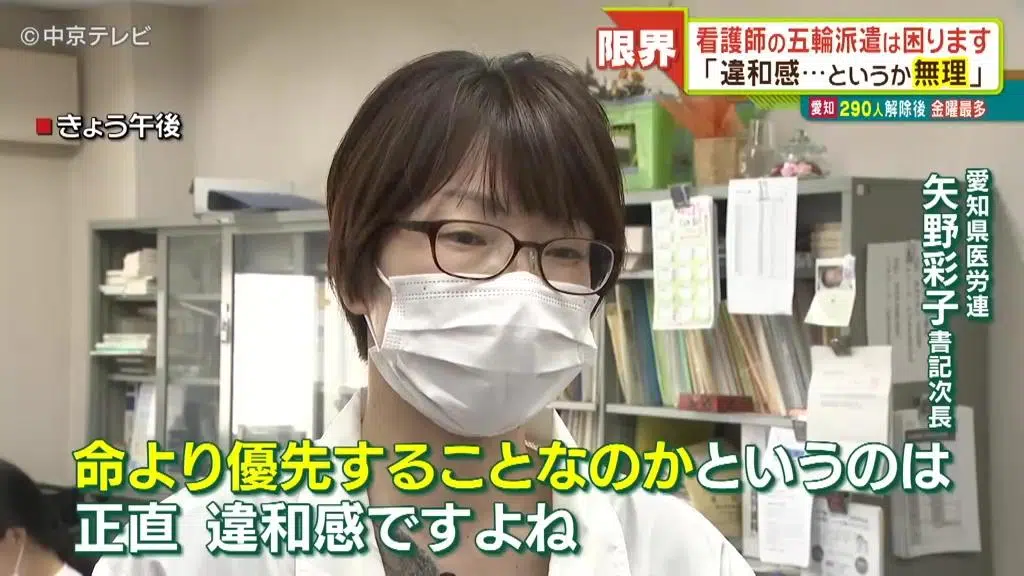 ©中京テレビ
限界
看護師の五輪派遣は困ります
「違和感…というか無理」
愛知 290人解除後 金曜最多
■きょう午後
愛知県医労連
矢野彩子書記次長
命より優先することなのかというのは
正直 違和感ですよね